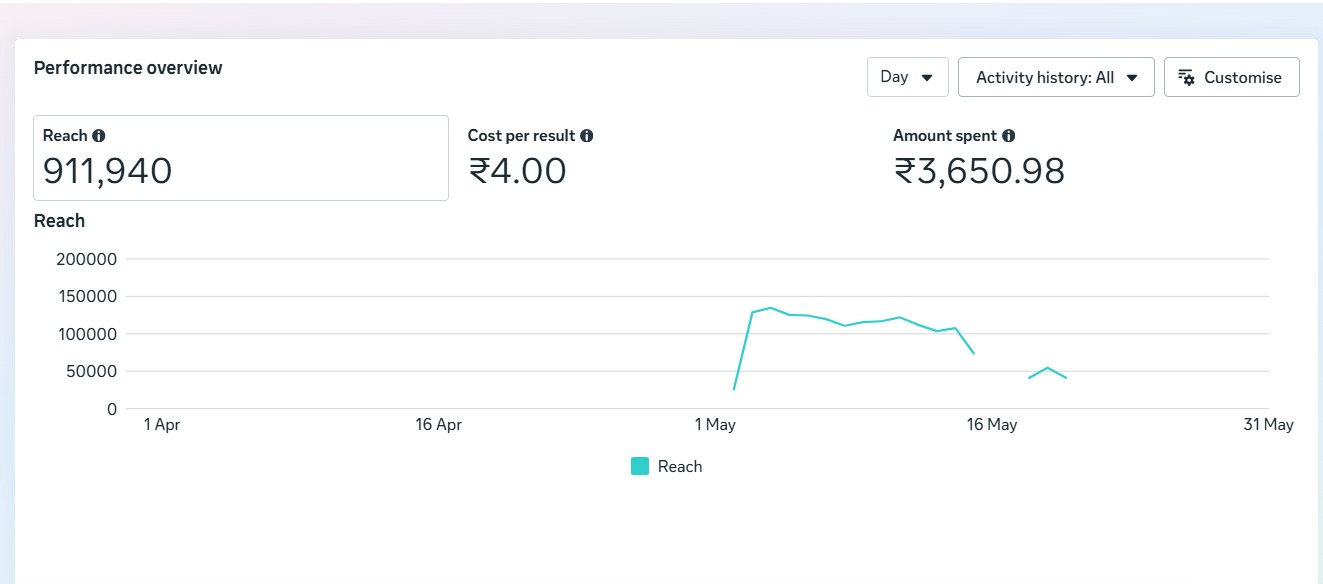 Performance overview
Day
Activity history: All
Customise
Reach
911,940
Cost per result
₹4.00
Amount spent
₹3,650.98
Reach
200000
150000
100000
50000
0
1 Apr
16 Apr
1 May
16 May
31 May
Reach